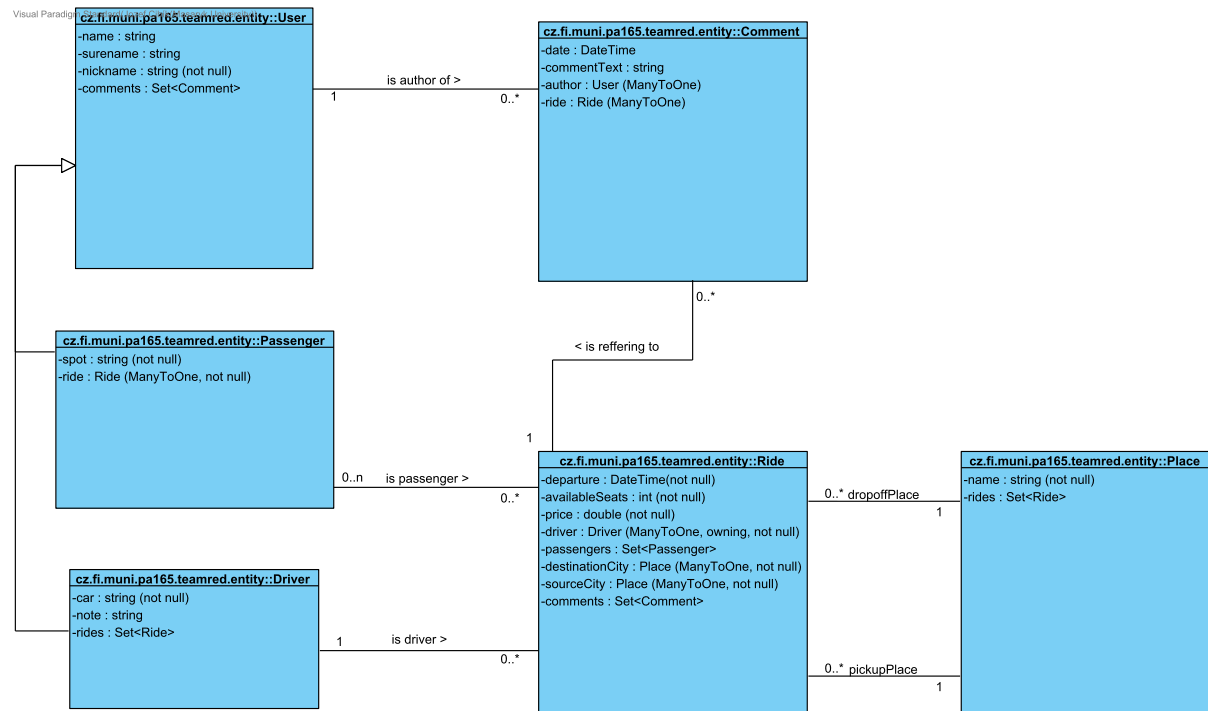 Visual Paradigm Standard(Jozef Cibík(Masaryk University))
cz.fi.muni.pa165.teamred.entity::User
-name : string
-surename : string
-nickname : string (not null)
-comments : Set<Comment>
is author of >
1
0..*
cz.fi.muni.pa165.teamred.entity::Comment
-date : DateTime
-commentText : string
-author : User (ManyToOne)
-ride : Ride (ManyToOne)
0..*
< is reffering to
1
cz.fi.muni.pa165.teamred.entity::Passenger
-spot : string (not null)
-ride : Ride (ManyToOne, not null)
0..n
is passenger >
0..*
cz.fi.muni.pa165.teamred.entity::Driver
-car : string (not null)
-note : string
-rides : Set<Ride>
1
is driver >
0..*
cz.fi.muni.pa165.teamred.entity::Ride
-departure : DateTime(not null)
-availableSeats : int (not null)
-price : double (not null)
-driver : Driver (ManyToOne, owning, not null)
-passengers : Set<Passenger>
-destinationCity : Place (ManyToOne, not null)
-sourceCity : Place (ManyToOne, not null)
-comments : Set<Comment>
0..* dropoffPlace
1
0..* pickupPlace
1
cz.fi.muni.pa165.teamred.entity::Place
-name : string (not null)
-rides : Set<Ride>